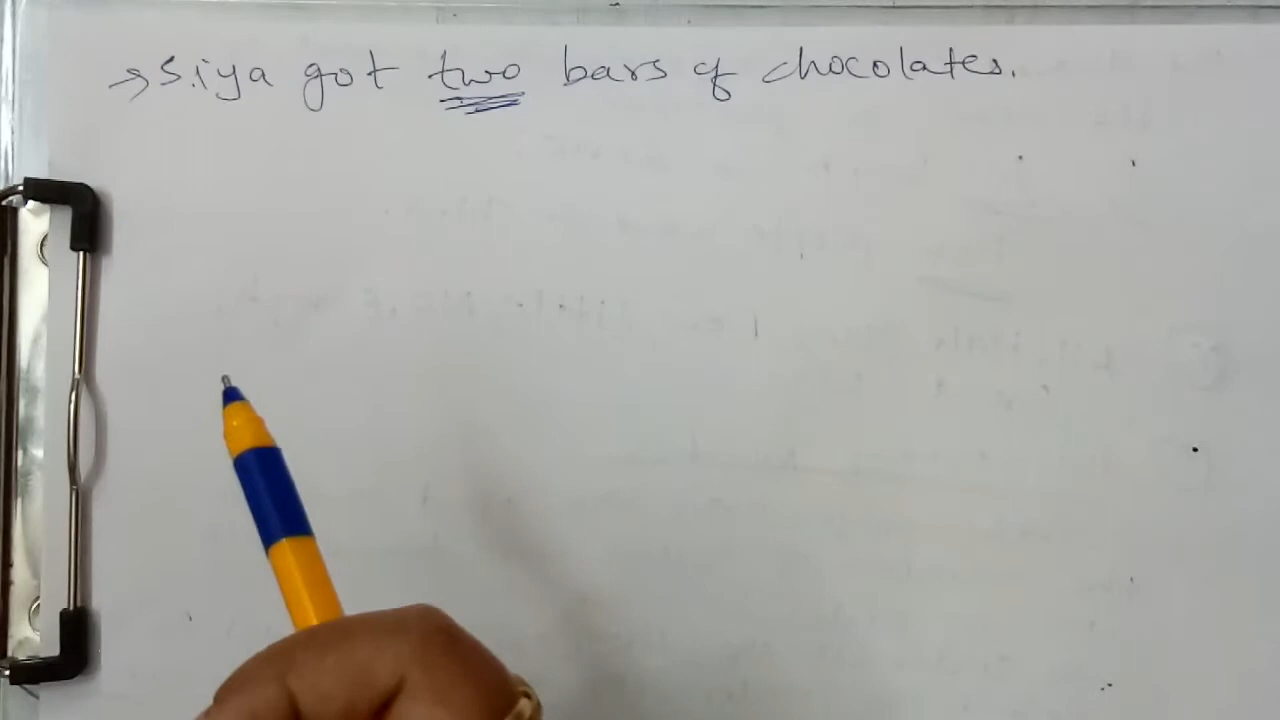 → Siya got two bars of chocolates.